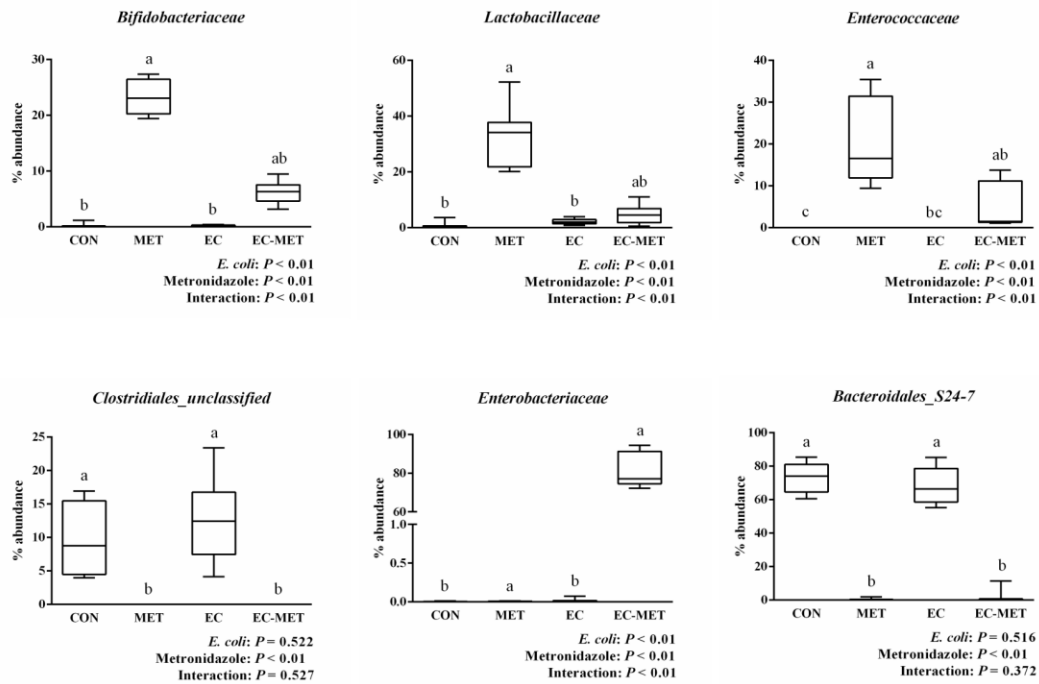 Bifidobacteriaceae
% abundance
30
20
10
0
b
a
b
ab
CON MET EC EC-MET
E. coli: P < 0.01
Metronidazole: P < 0.01
Interaction: P < 0.01
Lactobacillaceae
% abundance
60
40
20
0
b
a
b
ab
CON MET EC EC-MET
E. coli: P < 0.01
Metronidazole: P < 0.01
Interaction: P < 0.01
Enterococcaceae
% abundance
40
30
20
10
0
c
a
bc
ab
CON MET EC EC-MET
E. coli: P < 0.01
Metronidazole: P < 0.01
Interaction: P < 0.01
Clostridiales_unclassified
% abundance
25
20
15
10
5
0
a
b
a
b
CON MET EC EC-MET
E. coli: P = 0.522
Metronidazole: P < 0.01
Interaction: P = 0.527
Enterobacteriaceae
% abundance
100
80
60
1.0
0.5
0.0
b
a
b
a
CON MET EC EC-MET
E. coli: P < 0.01
Metronidazole: P < 0.01
Interaction: P < 0.01
Bacteroidales_S24-7
% abundance
100
80
60
40
20
0
a
b
a
b
CON MET EC EC-MET
E. coli: P = 0.516
Metronidazole: P < 0.01
Interaction: P = 0.372